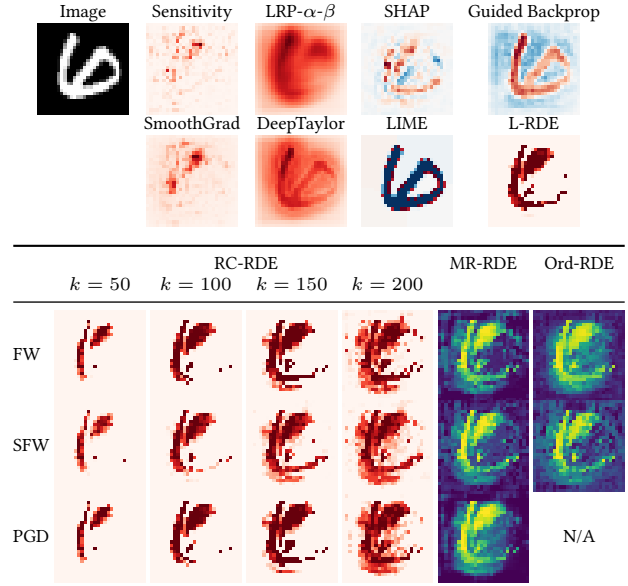 Image Sensitivity LRP-α-β SHAP Guided Backprop
SmoothGrad DeepTaylor LIME L-RDE
RC-RDE MR-RDE Ord-RDE
k = 50 k = 100 k = 150 k = 200
FW
SFW
PGD N/A